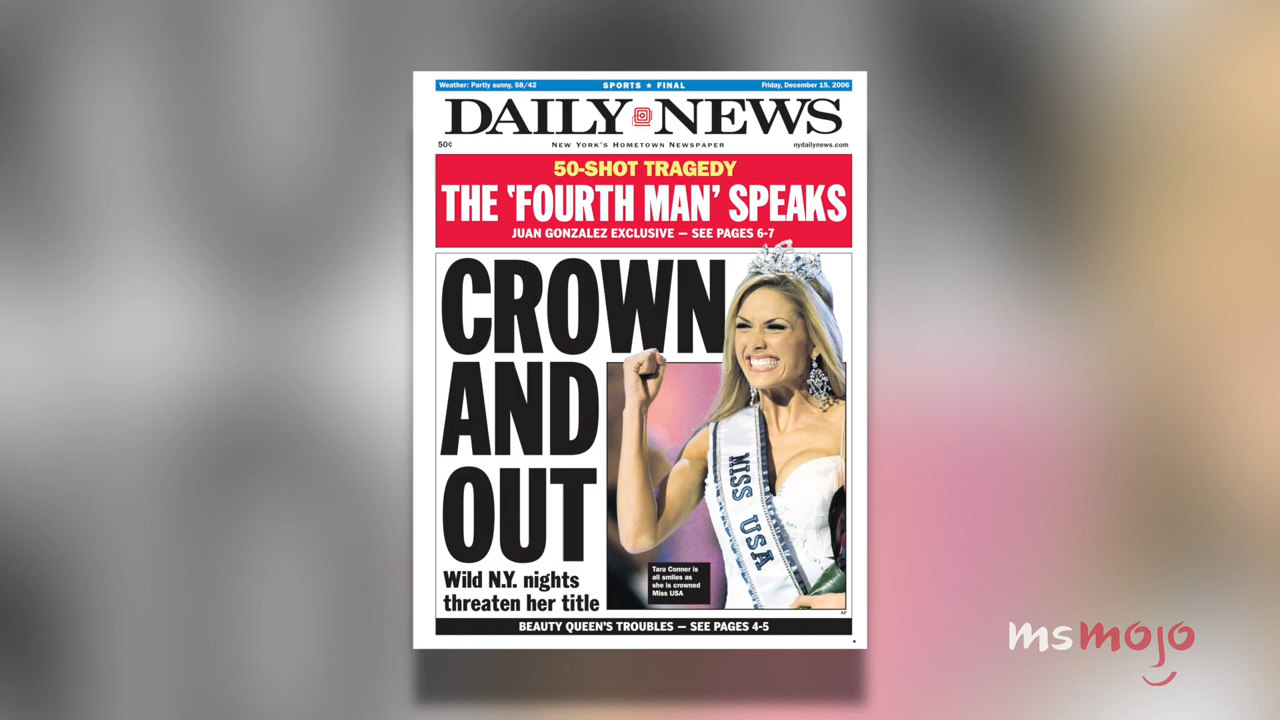 Weather: Partly sunny, 58/42
SPORTS ★ FINAL
Friday, December 15, 2006
DAILY NEWS
50¢
NEW YORK'S HOMETOWN NEWSPAPER
nydailynews.com
50-SHOT TRAGEDY
THE ‘FOURTH MAN’ SPEAKS
JUAN GONZALEZ EXCLUSIVE — SEE PAGES 6-7
CROWN
AND
OUT
Wild N.Y. nights
threaten her title
MISS USA
Tara Conner is
all smiles as
she is crowned
Miss USA
AP
BEAUTY QUEEN'S TROUBLES — SEE PAGES 4-5
msmojo